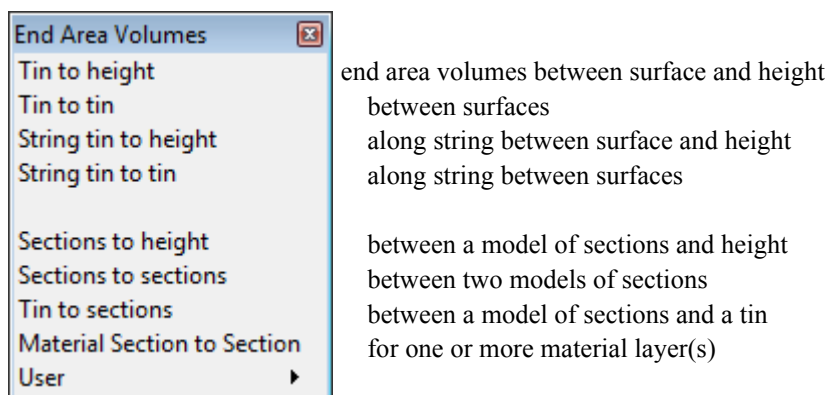 End Area Volumes
Tin to height end area volumes between surface and height
Tin to tin between surfaces
String tin to height along string between surface and height
String tin to tin along string between surfaces
Sections to height between a model of sections and height
Sections to sections between two models of sections
Tin to sections between a model of sections and a tin
Material Section to Section for one or more material layer(s)
User